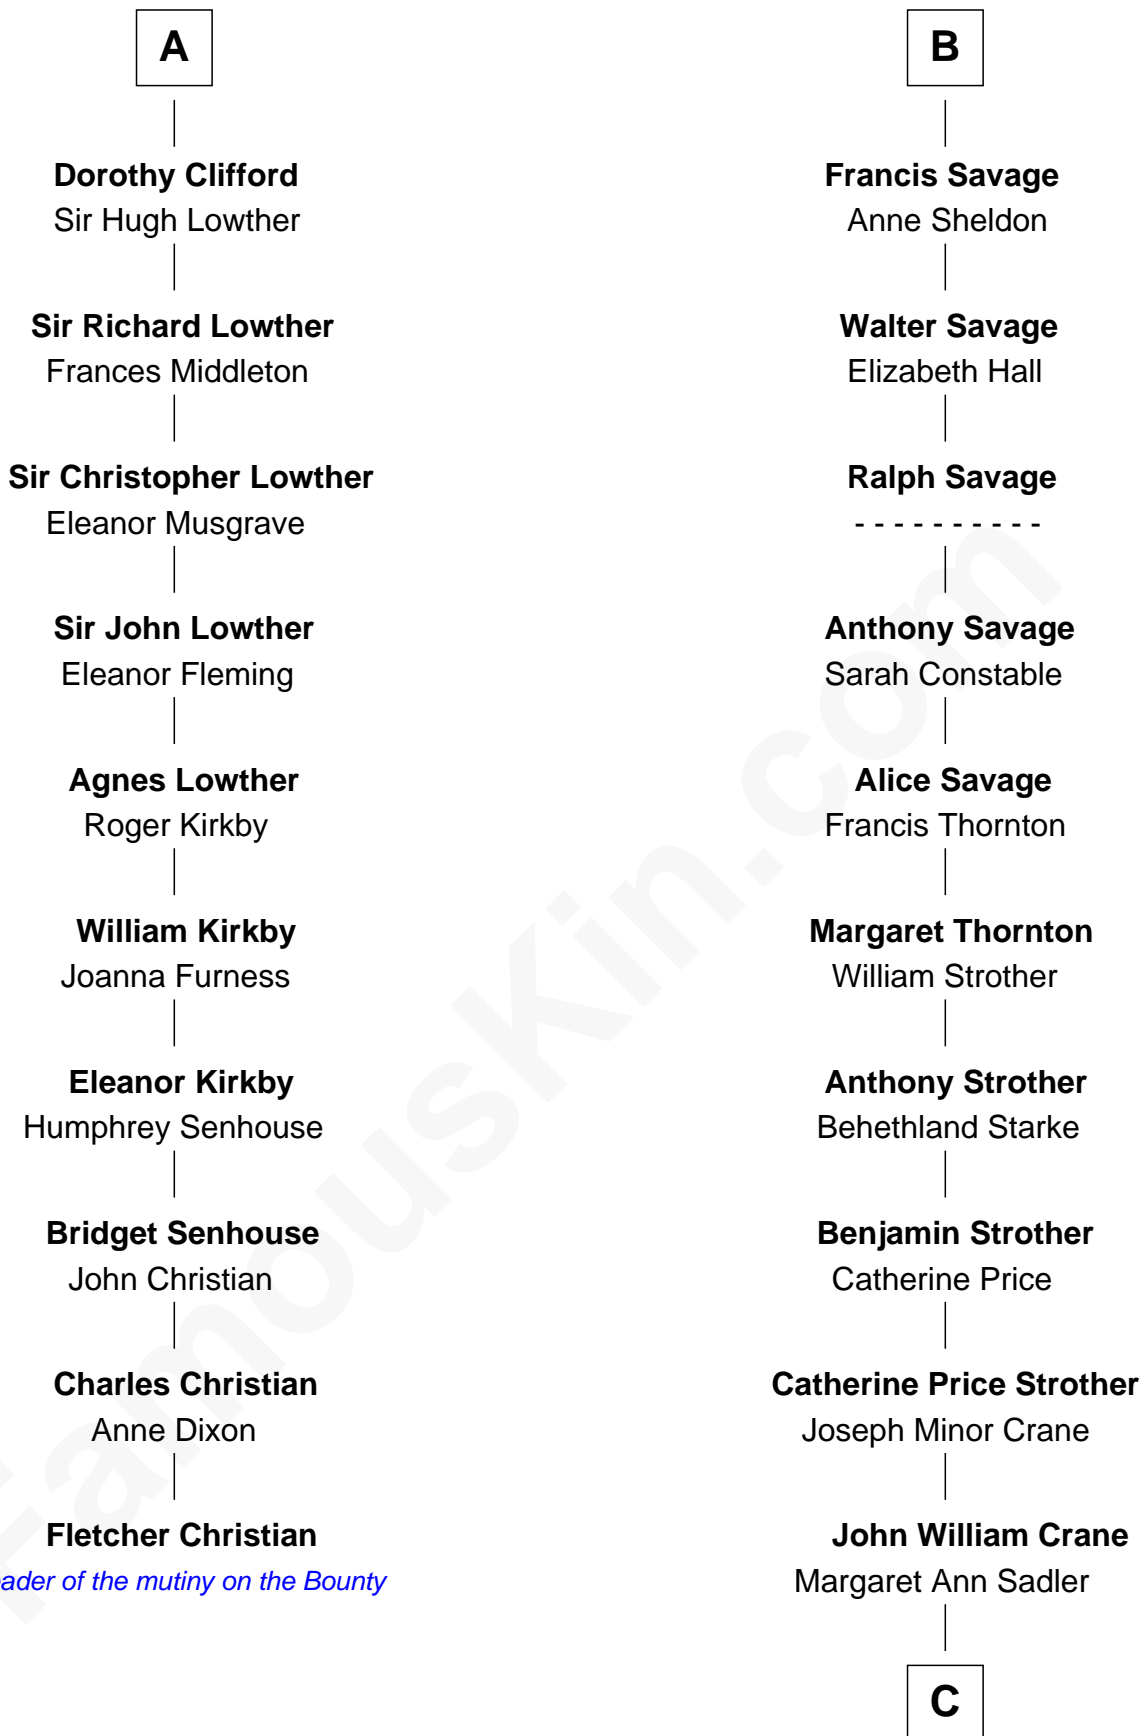 A
Dorothy Clifford
Sir Hugh Lowther
Sir Richard Lowther
Frances Middleton
Sir Christopher Lowther
Eleanor Musgrave
Sir John Lowther
Eleanor Fleming
Agnes Lowther
Roger Kirkby
William Kirkby
Joanna Furness
Eleanor Kirkby
Humphrey Senhouse
Bridget Senhouse
John Christian
Charles Christian
Anne Dixon
Fletcher Christian
of the mutiny on the Bounty
B
Francis Savage
Anne Sheldon
Walter Savage
Elizabeth Hall
Ralph Savage
- - - - - - - - - -
Anthony Savage
Sarah Constable
Alice Savage
Francis Thornton
Margaret Thornton
William Strother
Anthony Strother
Behethland Starke
Benjamin Strother
Catherine Price
Catherine Price Strother
Joseph Minor Crane
John William Crane
Margaret Ann Sadler
C
FamousKin.com